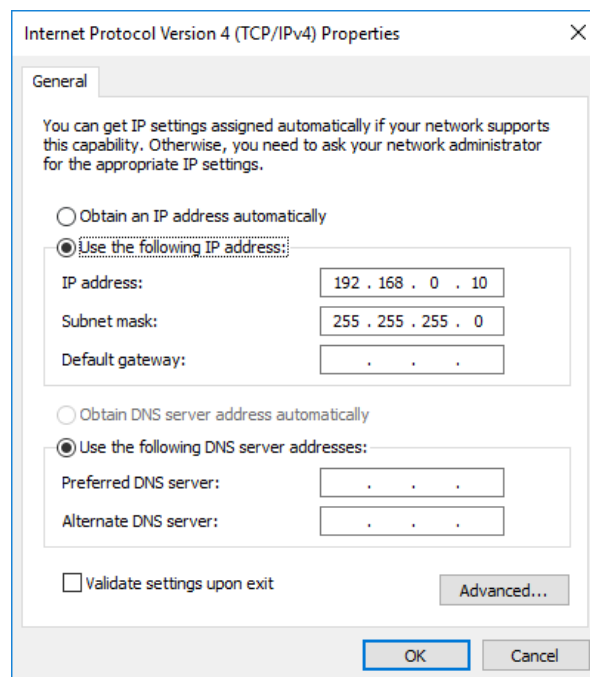 Internet Protocol Version 4 (TCP/IPv4) Properties
General
You can get IP settings assigned automatically if your network supports
this capability. Otherwise, you need to ask your network administrator
for the appropriate IP settings.
Obtain an IP address automatically
Use the following IP address:
IP address: 192 . 168 . 0 . 10
Subnet mask: 255 . 255 . 255 . 0
Default gateway: . . .
Obtain DNS server address automatically
Use the following DNS server addresses:
Preferred DNS server: . . .
Alternate DNS server: . . .
Validate settings upon exit
Advanced...
OK Cancel